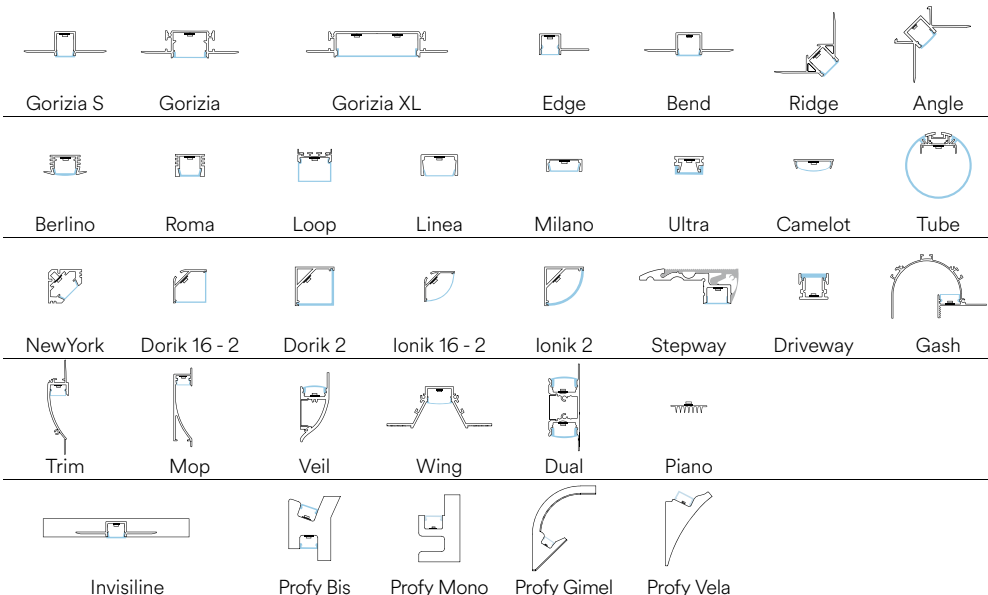 Gorizia S Gorizia Gorizia XL Edge Bend Ridge Angle
Berlino Roma Loop Linea Milano Ultra Camelot Tube
NewYork Dorik 16 - 2 Dorik 2 Ionik 16 - 2 Ionik 2 Stepway Driveway Gash
Trim Mop Veil Wing Dual Piano
Invisiline Profy Bis Profy Mono Profy Gimel Profy Vela